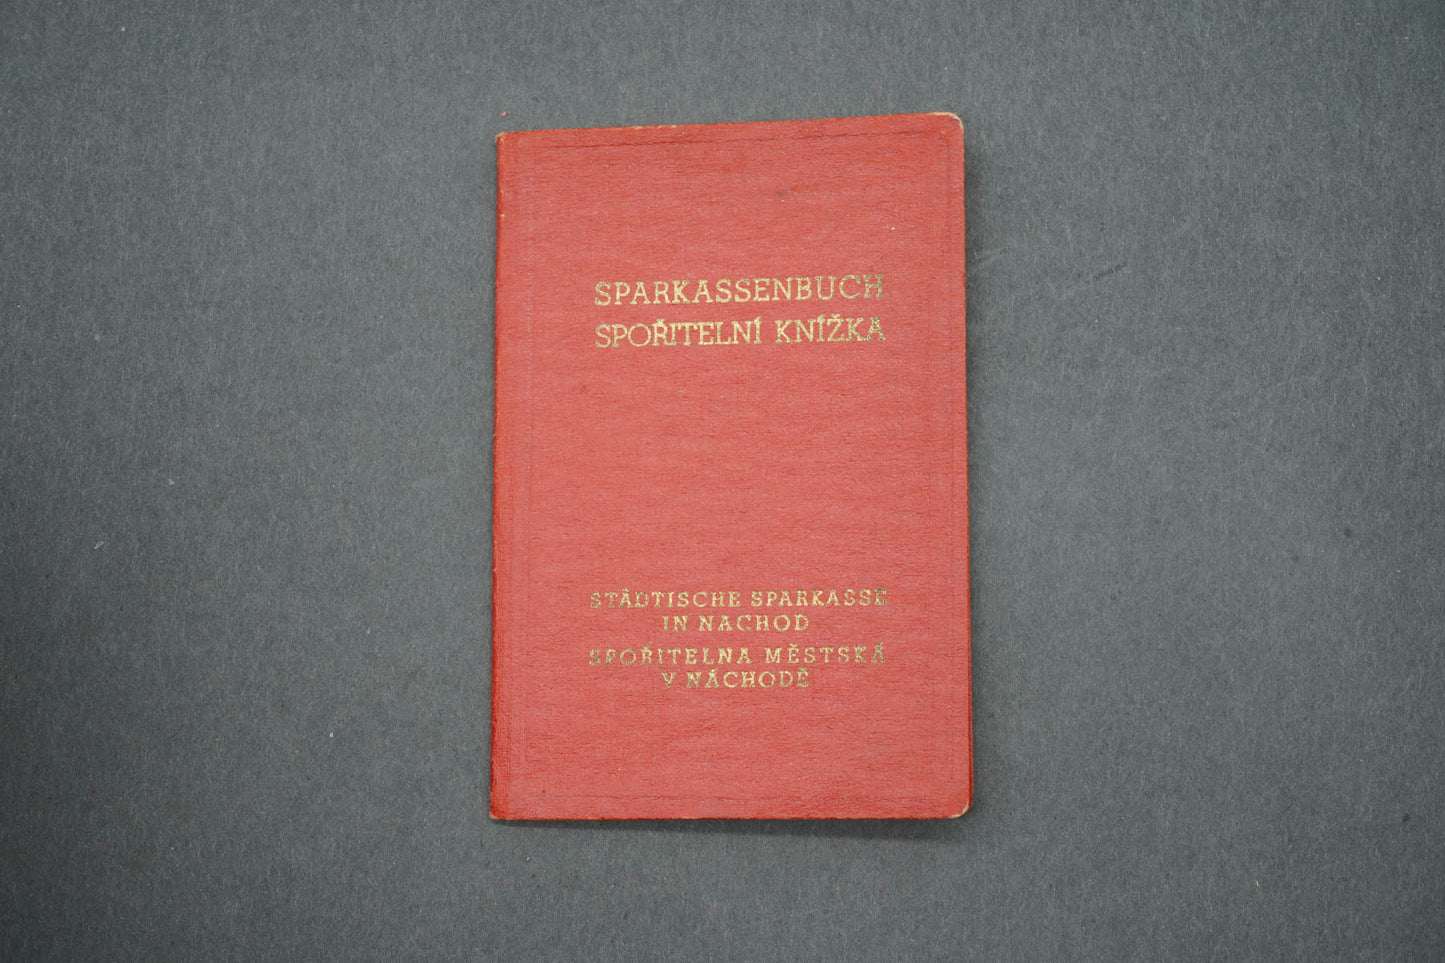 SPARKASSENBUCH
SPOŘITELNÍ KNÍŽKA
STÄDTISCHE SPARKASSE
IN NACHOD
SPOŘITELNA MĚSTSKÁ
V NÁCHODĚ